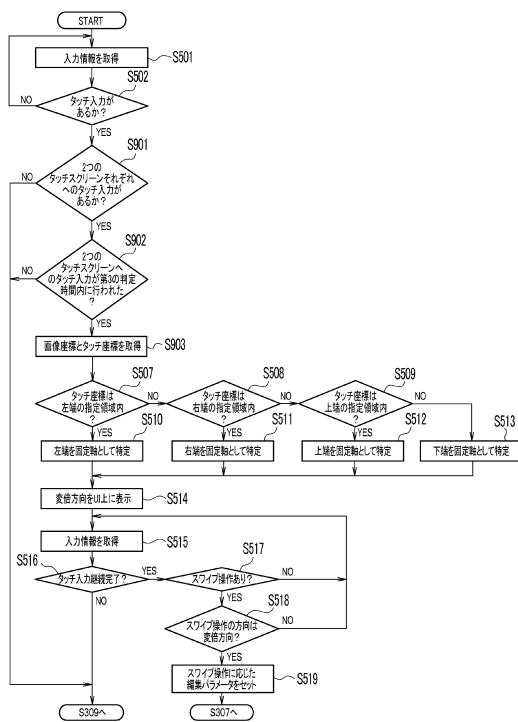 START
入力情報を取得
S501
S502
タッチ入力が
あるか?
NO
YES
S901
2つの
タッチスクリーンそれぞれ
へのタッチ入力が
あるか?
NO
YES
S902
2つの
タッチスクリーンへ
のタッチ入力が第3の判定
時間内に行われた
?
NO
YES
画像座標とタッチ座標を取得
S903
S507
タッチ座標は
左端の指定領域内
?
NO
YES
S508
タッチ座標は
右端の指定領域内
?
NO
YES
S509
タッチ座標は
上端の指定領域内
?
NO
YES
S510
左端を固定軸として特定
S511
右端を固定軸として特定
S512
上端を固定軸として特定
S513
下端を固定軸として特定
変倍方向をUI上に表示
S514
入力情報を取得
S515
S516
タッチ入力継続完了?
YES
NO
S517
スワイプ操作あり?
NO
YES
S518
スワイプ操作の方向は
変倍方向?
NO
YES
スワイプ操作に応じた
編集パラメータをセット
S519
S309へ
S307へ